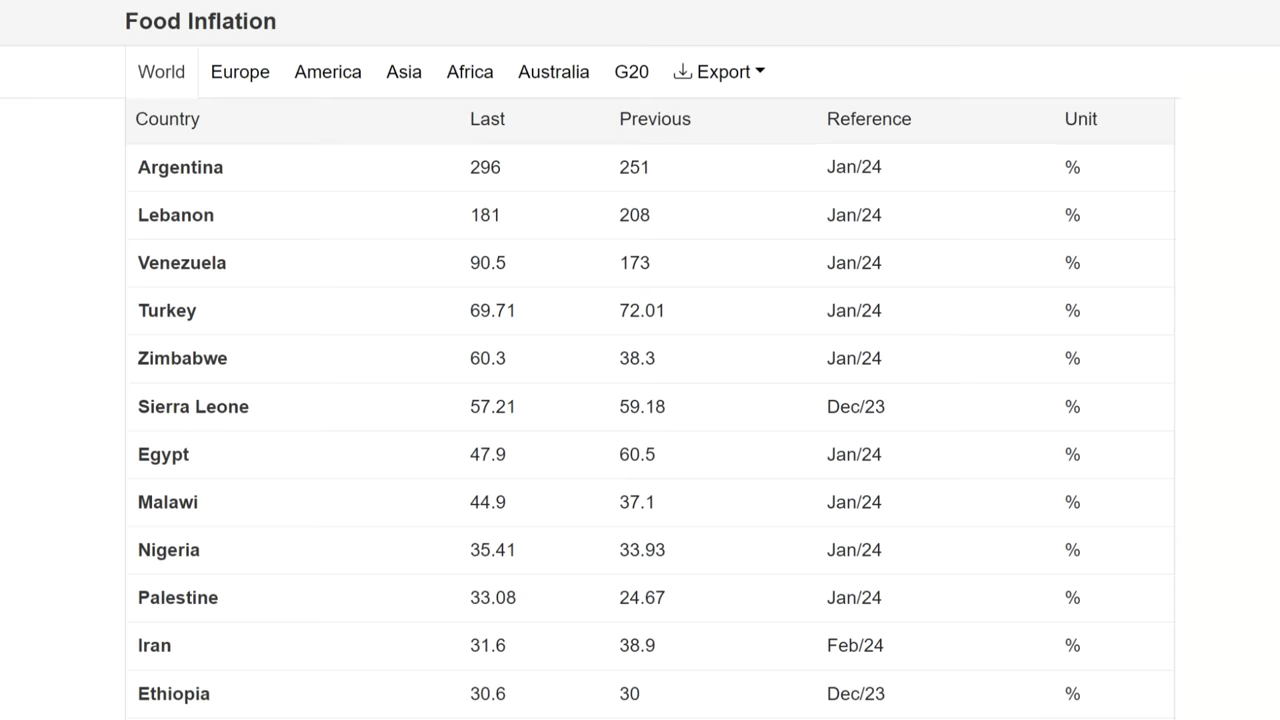 Food Inflation
World Europe America Asia Africa Australia G20 Export
Country Last Previous Reference Unit
Argentina 296 251 Jan/24 %
Lebanon 181 208 Jan/24 %
Venezuela 90.5 173 Jan/24 %
Turkey 69.71 72.01 Jan/24 %
Zimbabwe 60.3 38.3 Jan/24 %
Sierra Leone 57.21 59.18 Dec/23 %
Egypt 47.9 60.5 Jan/24 %
Malawi 44.9 37.1 Jan/24 %
Nigeria 35.41 33.93 Jan/24 %
Palestine 33.08 24.67 Jan/24 %
Iran 31.6 38.9 Feb/24 %
Ethiopia 30.6 30 Dec/23 %